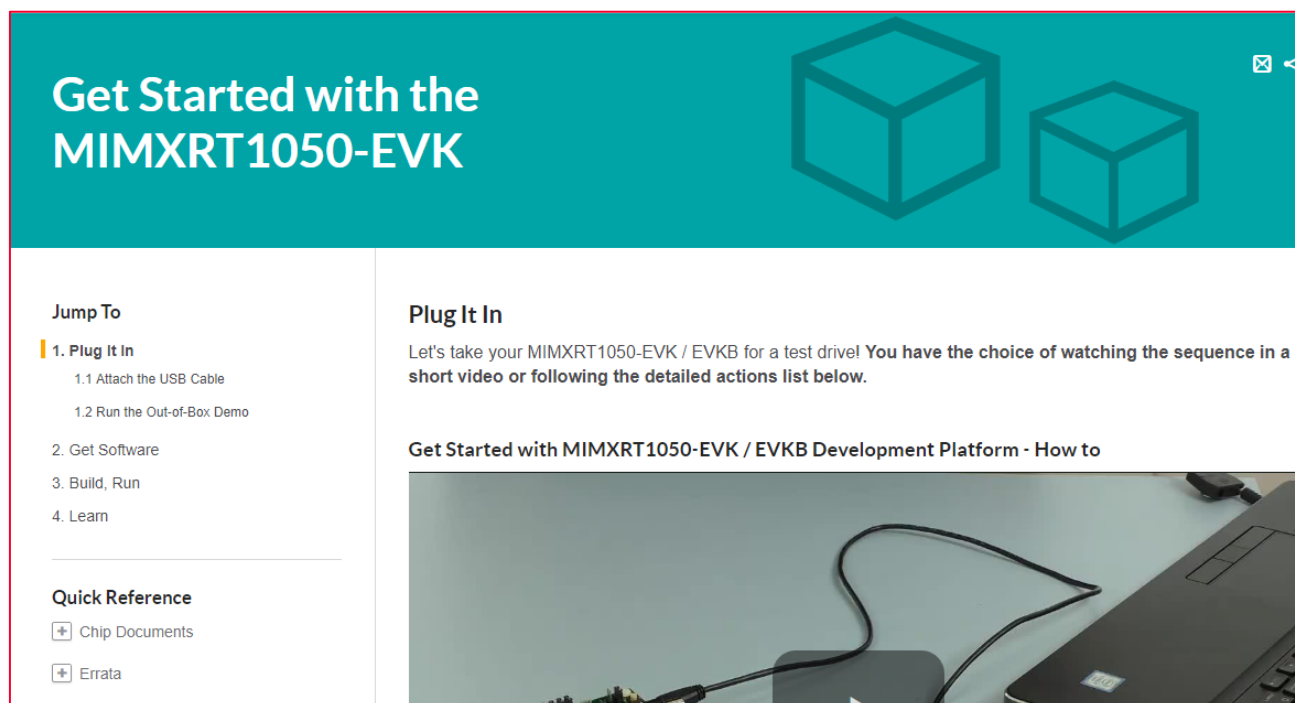 Get Started with the
MIMXRT1050-EVK
Jump To
1. Plug It In
1.1 Attach the USB Cable
1.2 Run the Out-of-Box Demo
2. Get Software
3. Build, Run
4. Learn
Quick Reference
Chip Documents
Errata
Plug It In
Let's take your MIMXRT1050-EVK / EVKB for a test drive! You have the choice of watching the sequence in a
short video or following the detailed actions list below.
Get Started with MIMXRT1050-EVK / EVKB Development Platform - How to